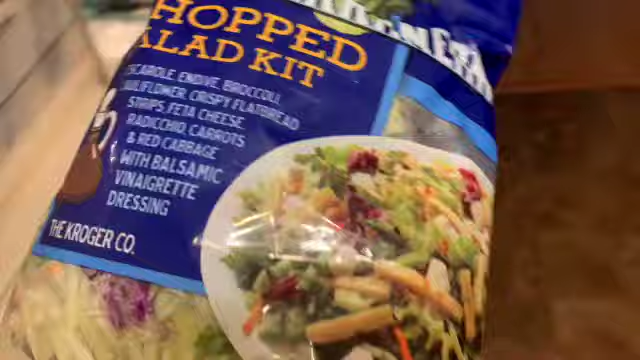 HOPPED
ALAD KIT
SCAROLE, ENDIVE, BROCCOLI,
AULIFLOWER, CRISPY FLATBREAD
STRIPS, FETA CHEESE,
RADICCHIO, CARROTS
& RED CABBAGE
WITH BALSAMIC
VINAIGRETTE
DRESSING
THE KROGER CO.